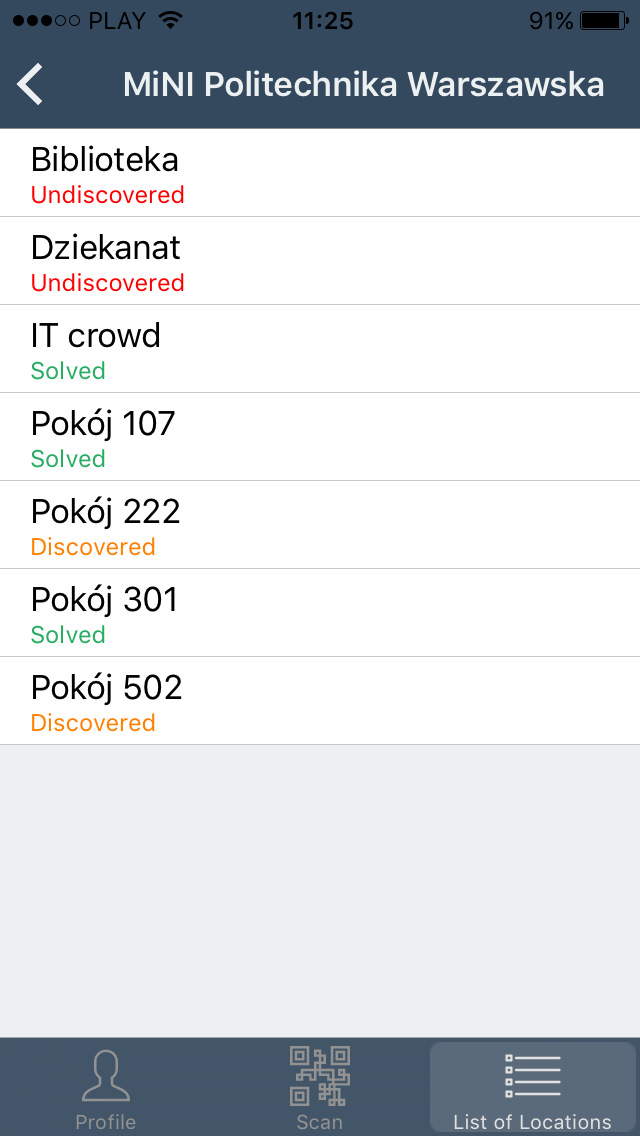 PLAY 11:25 91%
MiNI Politechnika Warszawska
Biblioteka
Undiscovered
Dziekanat
Undiscovered
IT crowd
Solved
Pokój 107
Solved
Pokój 222
Discovered
Pokój 301
Solved
Pokój 502
Discovered
Profile Scan List of Locations